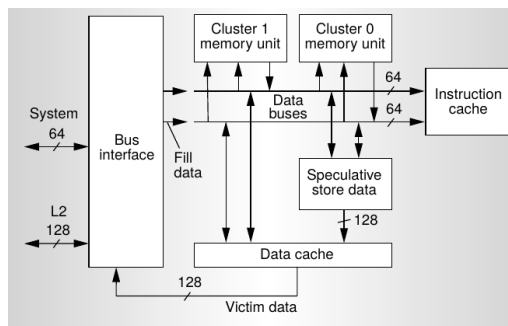 Cluster 1
memory unit
Cluster 0
memory unit
64
Data
buses
64
Instruction
cache
System
64
Bus
interface
Fill
data
Speculative
store data
L2
128
128
Data cache
128
Victim data